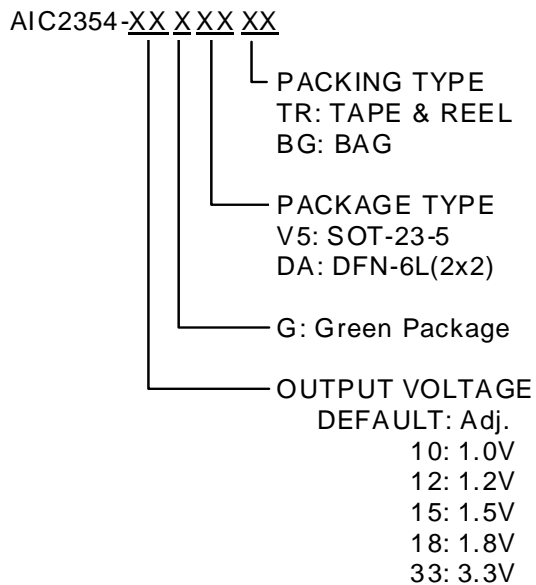 AIC2354-XX X XX XX
PACKING TYPE
TR: TAPE & REEL
BG: BAG
PACKAGE TYPE
V5: SOT-23-5
DA: DFN-6L(2x2)
G: Green Package
OUTPUT VOLTAGE
DEFAULT: Adj.
10: 1.0V
12: 1.2V
15: 1.5V
18: 1.8V
33: 3.3V